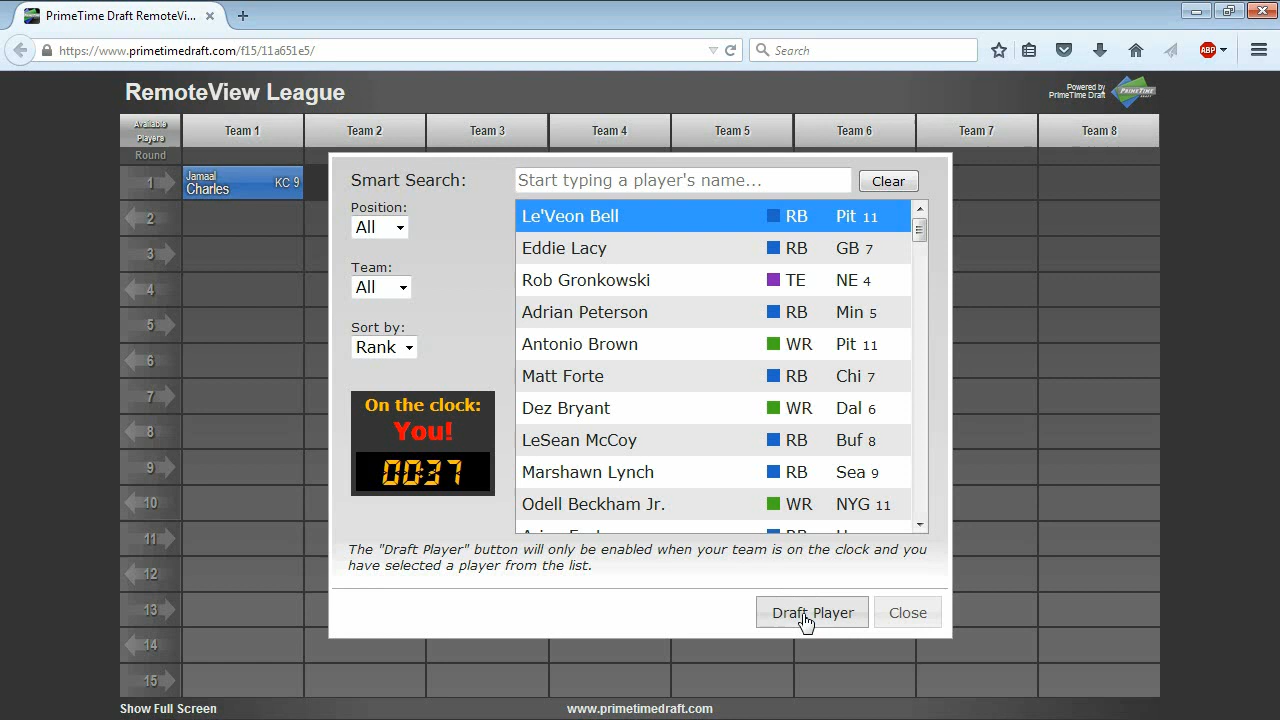 PrimeTime Draft RemoteVi...
https://www.primetimedraft.com/f15/11a651e5/
Search
ABP
RemoteView League
Powered by
PrimeTime Draft
PRIMETIME
Available
Players
Team 1
Team 2
Team 3
Team 4
Team 5
Team 6
Team 7
Team 8
Round
1
Jamaal
Charles
KC 9
2
3
4
5
6
7
8
9
10
11
12
13
14
15
Smart Search:
Start typing a player's name...
Clear
Position:
All
Team:
All
Sort by:
Rank
On the clock:
You!
00:37
Le'Veon Bell RB Pit 11
Eddie Lacy RB GB 7
Rob Gronkowski TE NE 4
Adrian Peterson RB Min 5
Antonio Brown WR Pit 11
Matt Forte RB Chi 7
Dez Bryant WR Dal 6
LeSean McCoy RB Buf 8
Marshawn Lynch RB Sea 9
Odell Beckham Jr. WR NYG 11
The "Draft Player" button will only be enabled when your team is on the clock and you
have selected a player from the list.
Draft Player
Close
Show Full Screen
www.primetimedraft.com